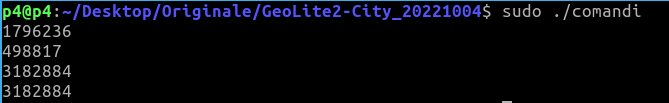 p4@p4:~/Desktop/Originale/GeoLite2-City_20221004$ sudo ./comandi
1796236
498817
3182884
3182884